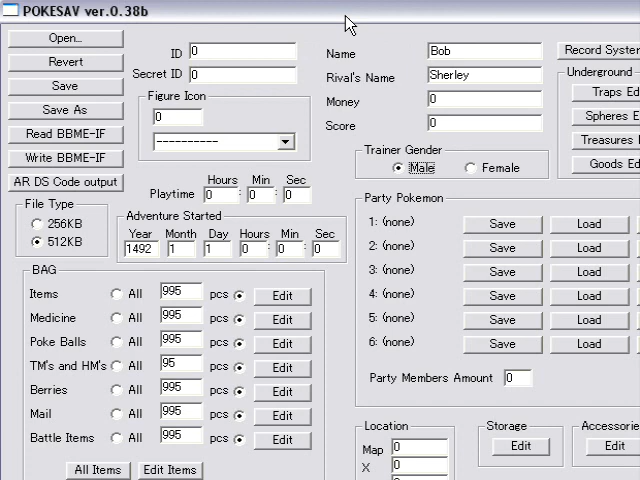 POKESAV ver.0.38b
Open...
Revert
Save
Save As
Read BBME-IF
Write BBME-IF
AR DS Code output
ID 0
Secret ID 0
Figure Icon
0
----------
Name Bob
Rival's Name Sherley
Money 0
Score 0
Trainer Gender
Male Female
Record System
Underground
Traps Ed
Spheres E
Treasures
Goods Ed
Hours Min Sec
Playtime 0 : 0 : 0
File Type
256KB
512KB
Adventure Started
Year Month Day Hours Min Sec
1492 1 1 0 : 0 : 0
BAG
Items All 995 pcs Edit
Medicine All 995 pcs Edit
Poke Balls All 995 pcs Edit
TM's and HM's All 95 pcs Edit
Berries All 995 pcs Edit
Mail All 995 pcs Edit
Battle Items All 995 pcs Edit
All Items Edit Items
Party Pokemon
1: (none) Save Load
2: (none) Save Load
3: (none) Save Load
4: (none) Save Load
5: (none) Save Load
6: (none) Save Load
Party Members Amount 0
Location
Map 0
X 0
Storage
Edit
Accessories
Edit